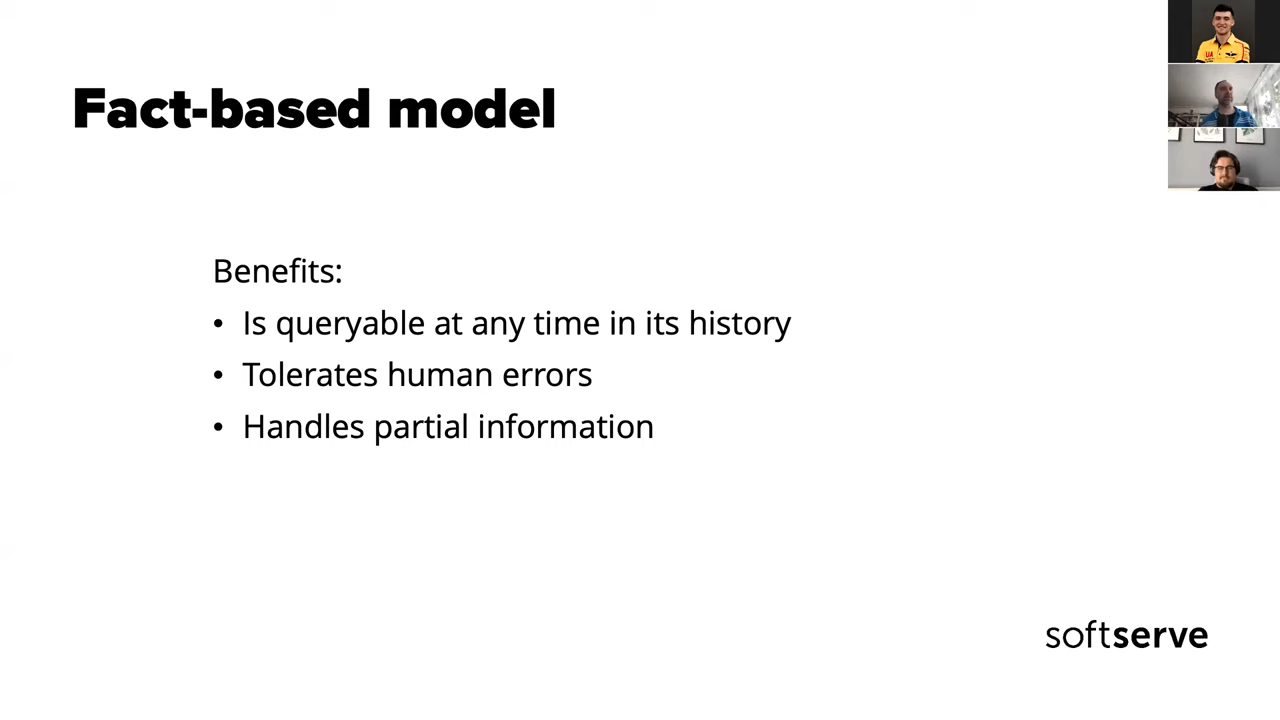 Fact-based model
Benefits:
• Is queryable at any time in its history
• Tolerates human errors
• Handles partial information
UA
softserve